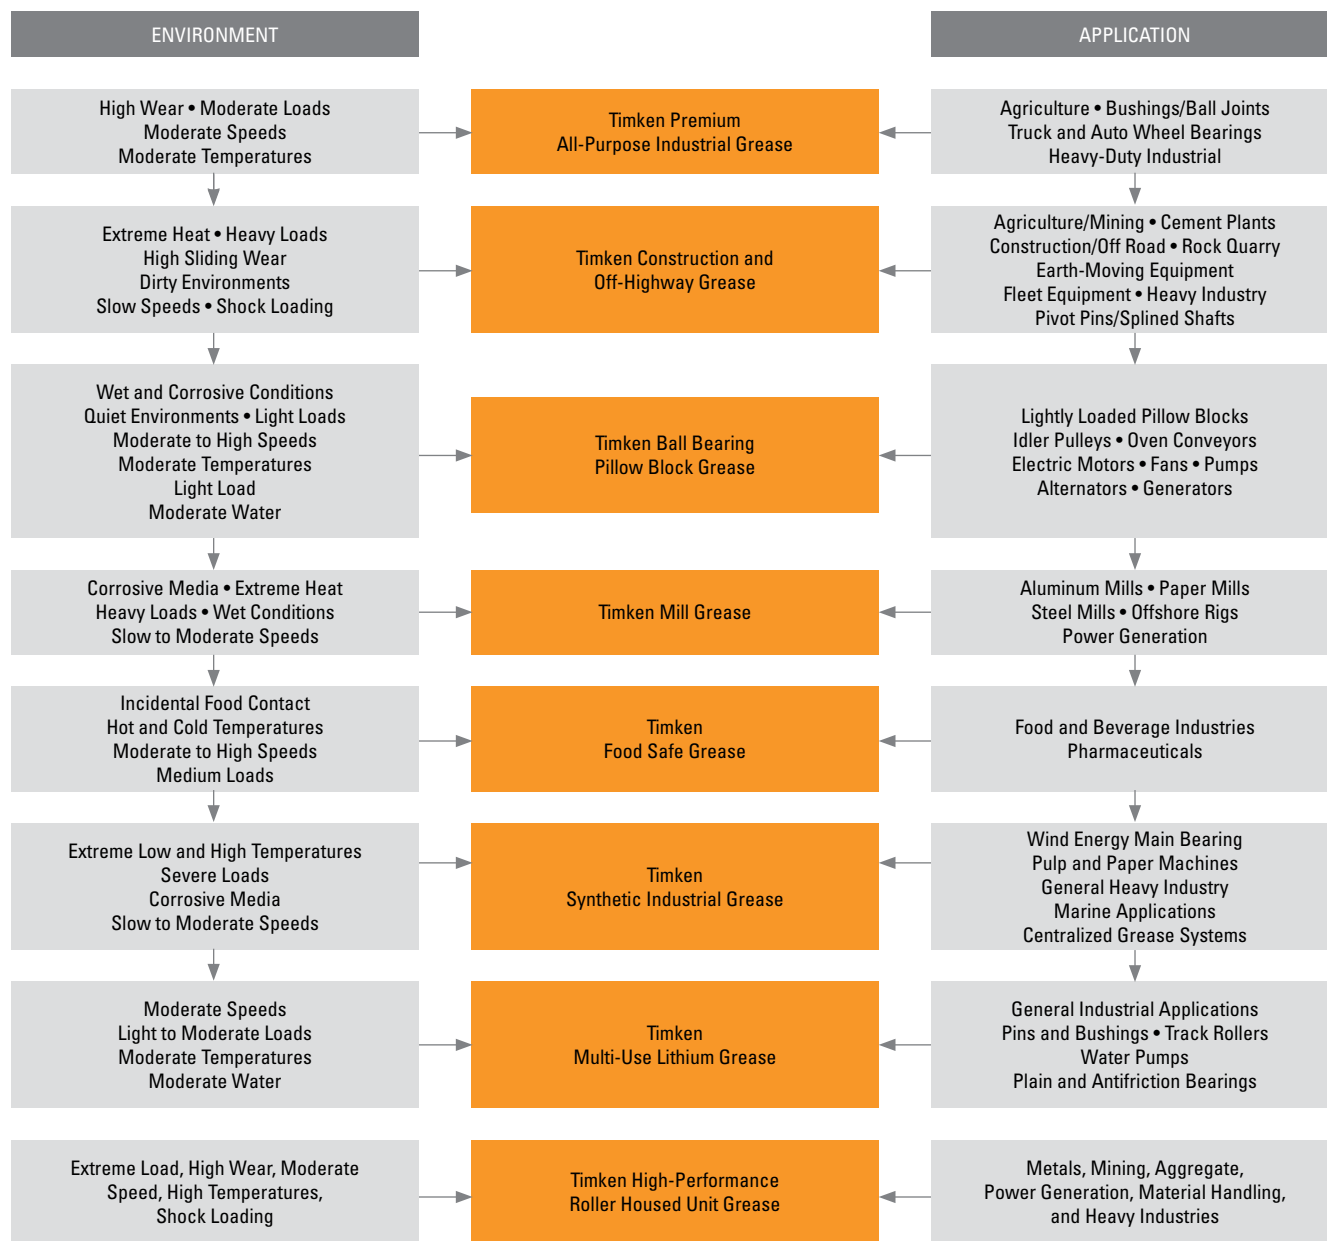 ENVIRONMENT
APPLICATION
High Wear • Moderate Loads
Moderate Speeds
Moderate Temperatures
Timken Premium
All-Purpose Industrial Grease
Agriculture • Bushings/Ball Joints
Truck and Auto Wheel Bearings
Heavy-Duty Industrial
Extreme Heat • Heavy Loads
High Sliding Wear
Dirty Environments
Slow Speeds • Shock Loading
Timken Construction and
Off-Highway Grease
Agriculture/Mining • Cement Plants
Construction/Off Road • Rock Quarry
Earth-Moving Equipment
Fleet Equipment • Heavy Industry
Pivot Pins/Splined Shafts
Wet and Corrosive Conditions
Quiet Environments • Light Loads
Moderate to High Speeds
Moderate Temperatures
Light Load
Moderate Water
Timken Ball Bearing
Pillow Block Grease
Lightly Loaded Pillow Blocks
Idler Pulleys • Oven Conveyors
Electric Motors • Fans • Pumps
Alternators • Generators
Corrosive Media • Extreme Heat
Heavy Loads • Wet Conditions
Slow to Moderate Speeds
Timken Mill Grease
Aluminum Mills • Paper Mills
Steel Mills • Offshore Rigs
Power Generation
Incidental Food Contact
Hot and Cold Temperatures
Moderate to High Speeds
Medium Loads
Timken
Food Safe Grease
Food and Beverage Industries
Pharmaceuticals
Extreme Low and High Temperatures
Severe Loads
Corrosive Media
Slow to Moderate Speeds
Timken
Synthetic Industrial Grease
Wind Energy Main Bearing
Pulp and Paper Machines
General Heavy Industry
Marine Applications
Centralized Grease Systems
Moderate Speeds
Light to Moderate Loads
Moderate Temperatures
Moderate Water
Timken
Multi-Use Lithium Grease
General Industrial Applications
Pins and Bushings • Track Rollers
Water Pumps
Plain and Antifriction Bearings
Extreme Load, High Wear, Moderate
Speed, High Temperatures,
Shock Loading
Timken High-Performance
Roller Housed Unit Grease
Metals, Mining, Aggregate,
Power Generation, Material Handling,
and Heavy Industries